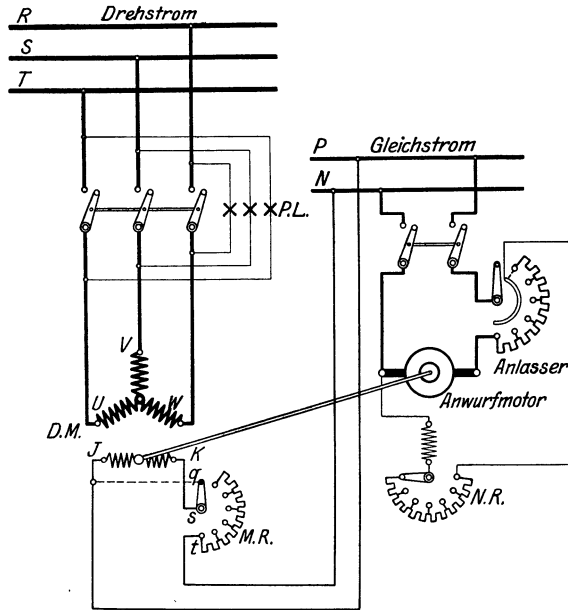 R Drehstrom
S
T
P Gleichstrom
N
P.L.
V
U W
D.M.
J K
q
s
t M.R.
Anlasser
Anwurfmotor
N.R.